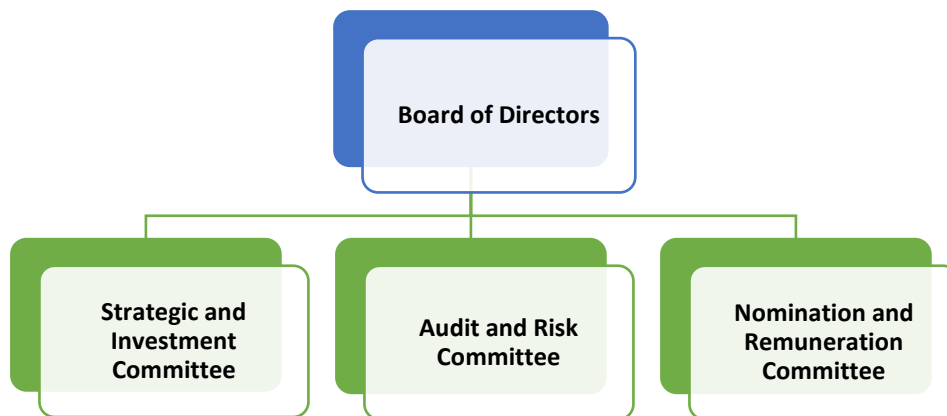 Board of Directors
Strategic and
Investment
Committee
Audit and Risk
Committee
Nomination and
Remuneration
Committee